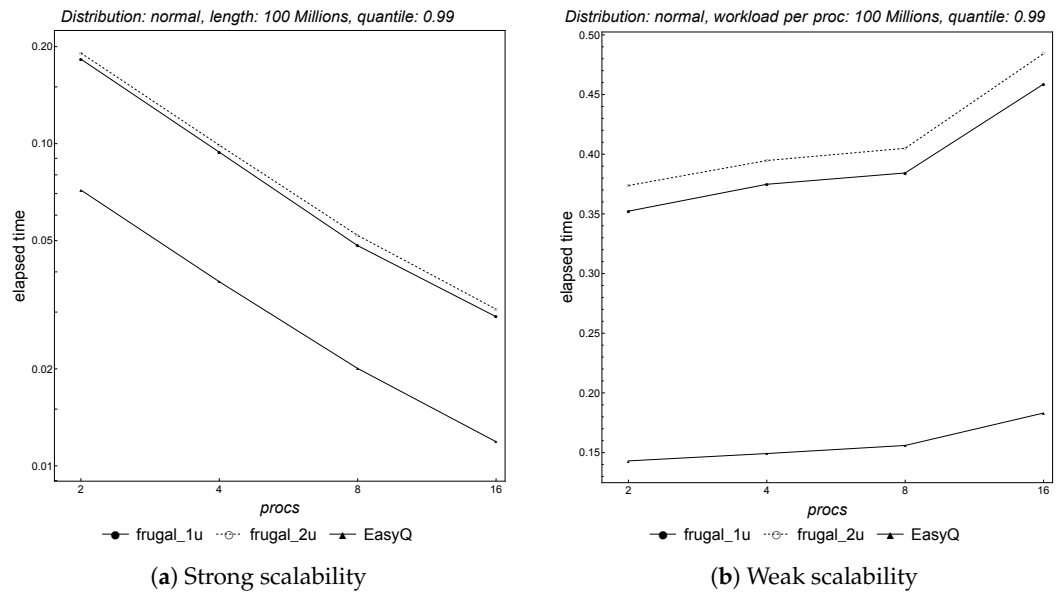 Distribution: normal, length: 100 Millions, quantile: 0.99
0.20
0.10
0.05
0.02
0.01
elapsed time
2 4 8 16
procs
frugal_1u frugal_2u EasyQ
(a) Strong scalability
Distribution: normal, workload per proc: 100 Millions, quantile: 0.99
0.50
0.45
0.40
0.35
0.30
0.25
0.20
0.15
elapsed time
2 4 8 16
procs
frugal_1u frugal_2u EasyQ
(b) Weak scalability